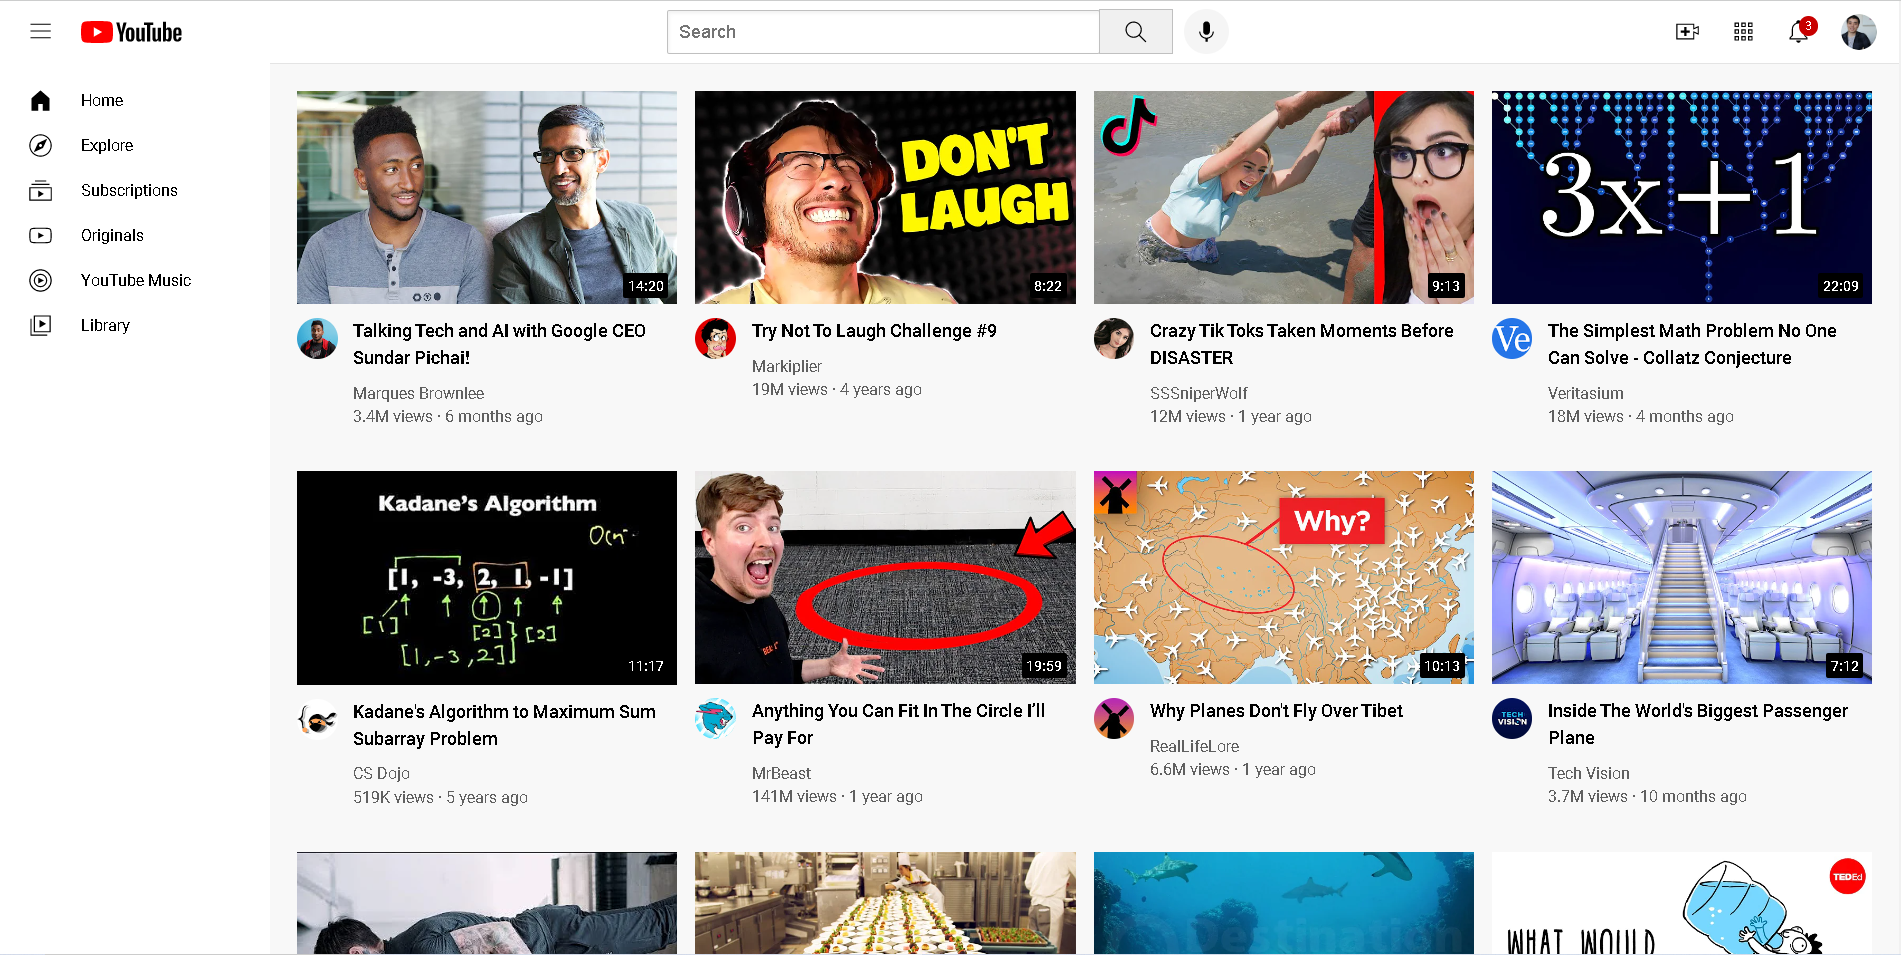 YouTube
Search
3
Home
Explore
Subscriptions
Originals
YouTube Music
Library
14:20
Talking Tech and AI with Google CEO
Sundar Pichai!
Marques Brownlee
3.4M views · 6 months ago
DON'T
LAUGH
8:22
Try Not To Laugh Challenge #9
Markiplier
19M views · 4 years ago
9:13
Crazy Tik Toks Taken Moments Before
DISASTER
SSSniperWolf
12M views · 1 year ago
3x+1
22:09
Ve
The Simplest Math Problem No One
Can Solve - Collatz Conjecture
Veritasium
18M views · 4 months ago
Kadane's Algorithm
[1, -3, 2, 1, -1]
[1]
[2]
[2]
[1, -3, 2]
11:17
Kadane's Algorithm to Maximum Sum
Subarray Problem
CS Dojo
519K views · 5 years ago
19:59
Anything You Can Fit In The Circle I’ll
Pay For
MrBeast
141M views · 1 year ago
Why?
10:13
Why Planes Don't Fly Over Tibet
RealLifeLore
6.6M views · 1 year ago
7:12
TECH
VISION
Inside The World's Biggest Passenger
Plane
Tech Vision
3.7M views · 10 months ago
Destination
TEDEd
WHAT WOULD